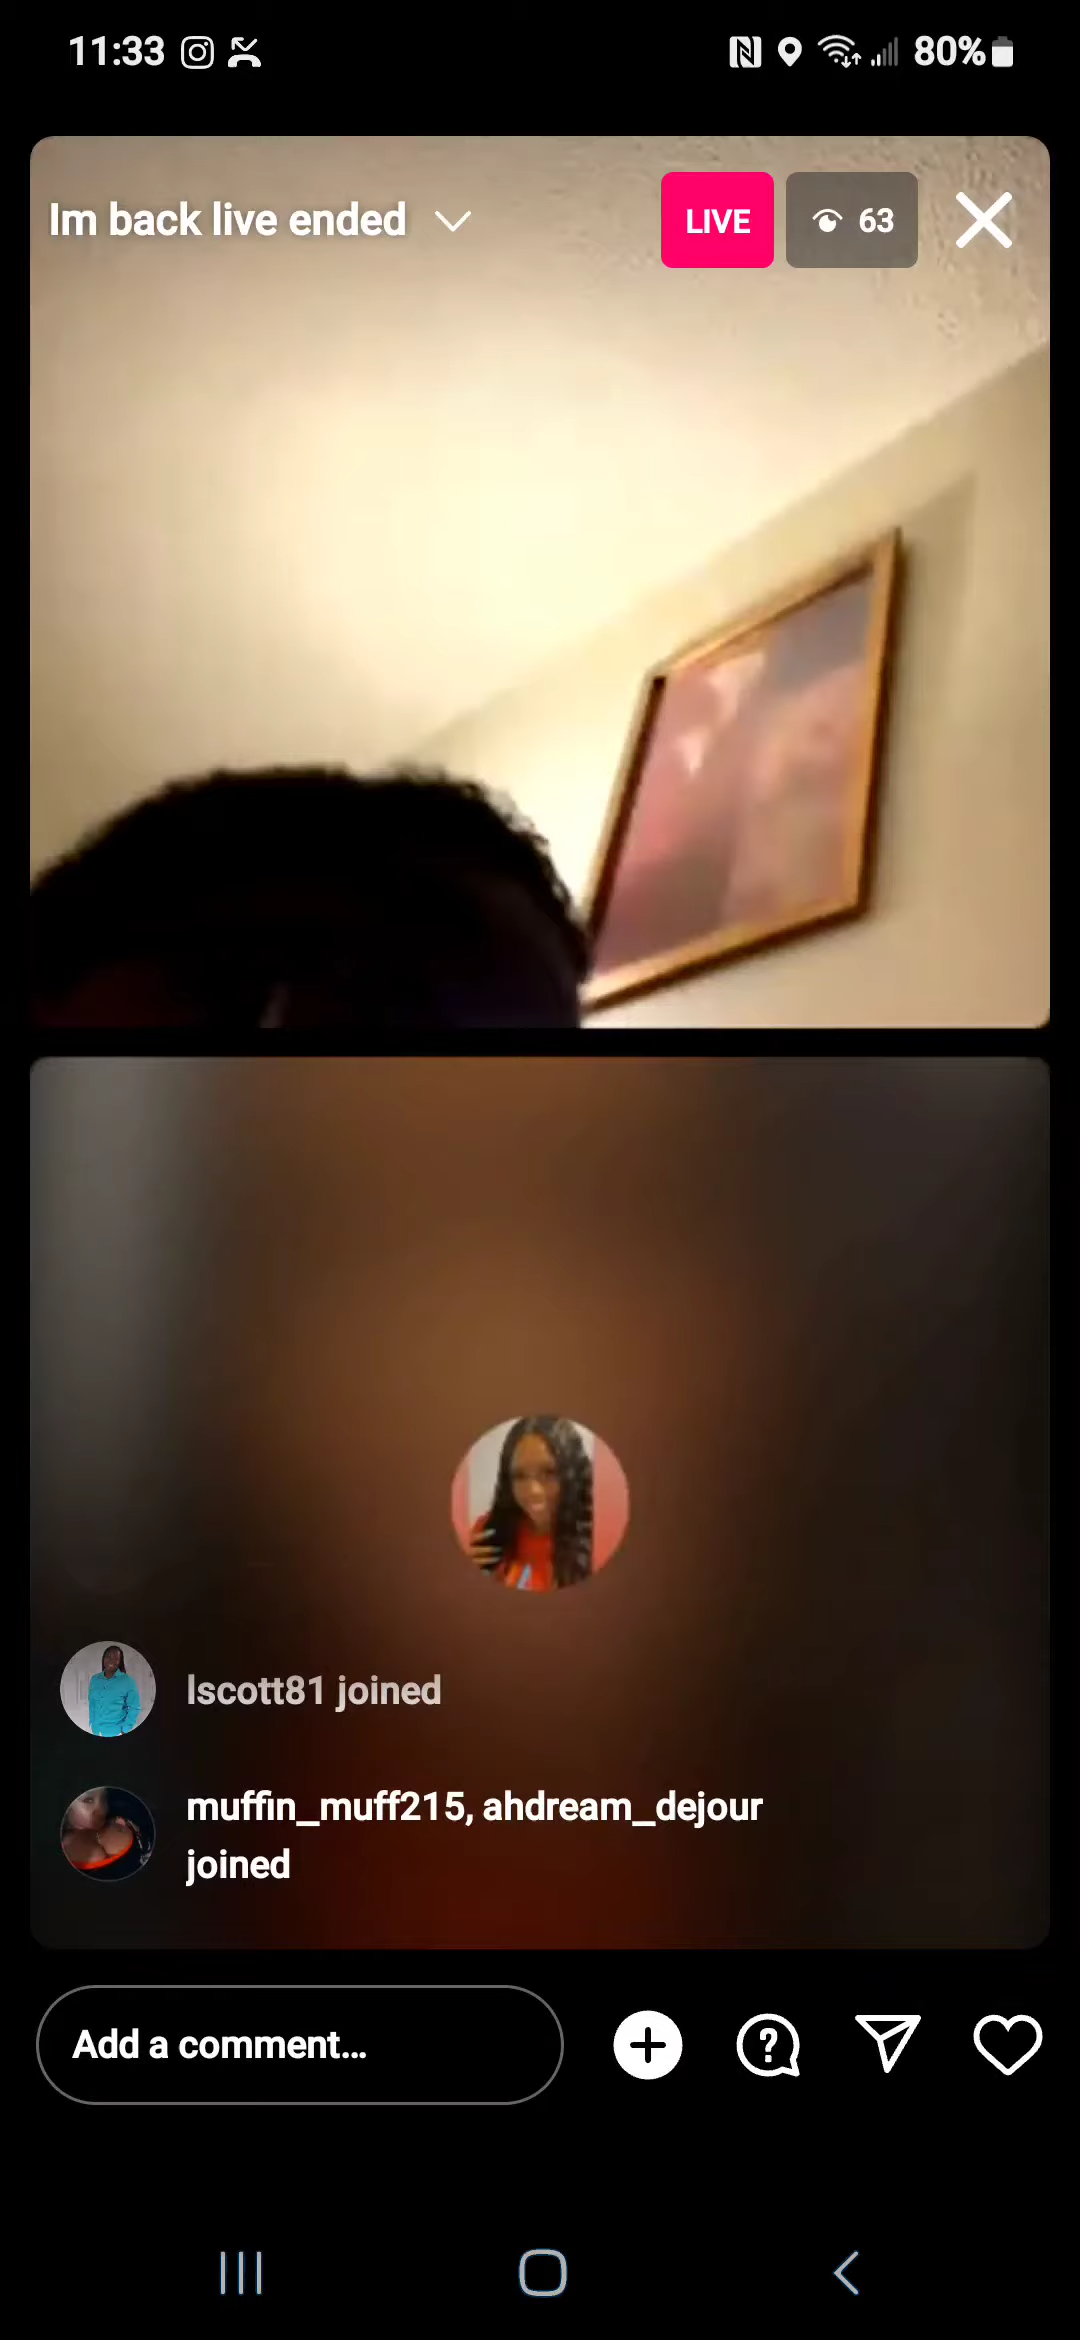 11:33
80%
Im back live ended
LIVE
63
lscott81 joined
muffin_muff215, ahdream_dejour
joined
Add a comment...